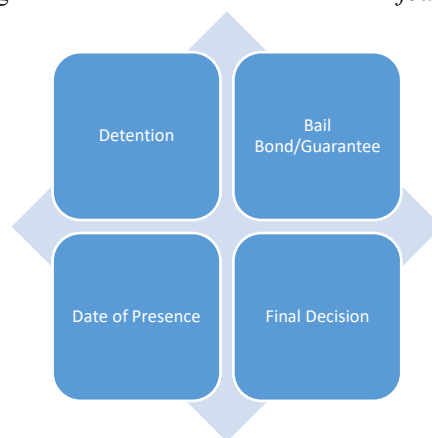 Detention
Bail
Bond/Guarantee
Date of Presence
Final Decision